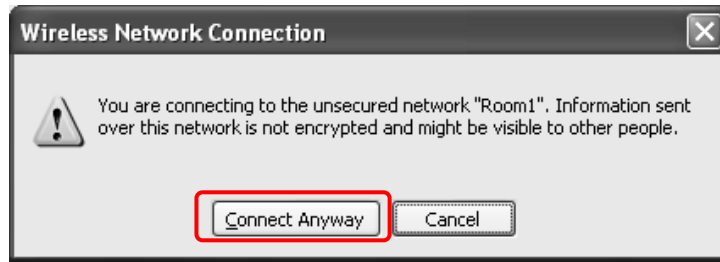 Wireless Network Connection
You are connecting to the unsecured network "Room1". Information sent
over this network is not encrypted and might be visible to other people.
Connect Anyway
Cancel